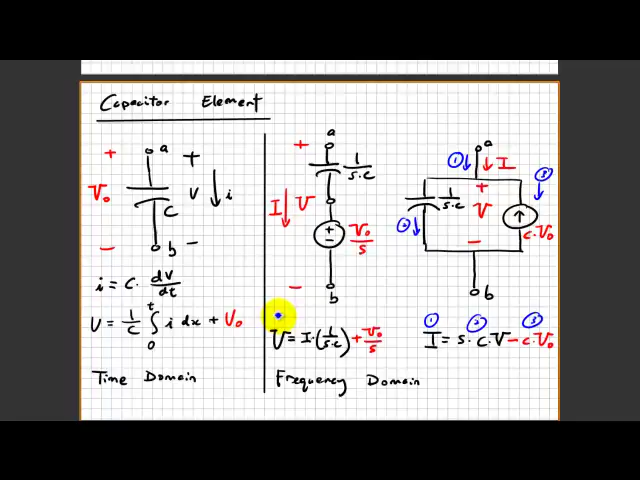 Capacitor Element
+ a + V₀ C v i − b −
i = C · dV/dt
V = 1/C ∫₀ᵗ i dx + V₀
Time Domain
a + 1/s·c I V + − V₀/s − b
V = I·(1/s·c) + V₀/s
Frequency Domain
a ① I ③ 1/s·c + V ② − c·V₀ b
① ② ③
I = s·c·V − c·V₀